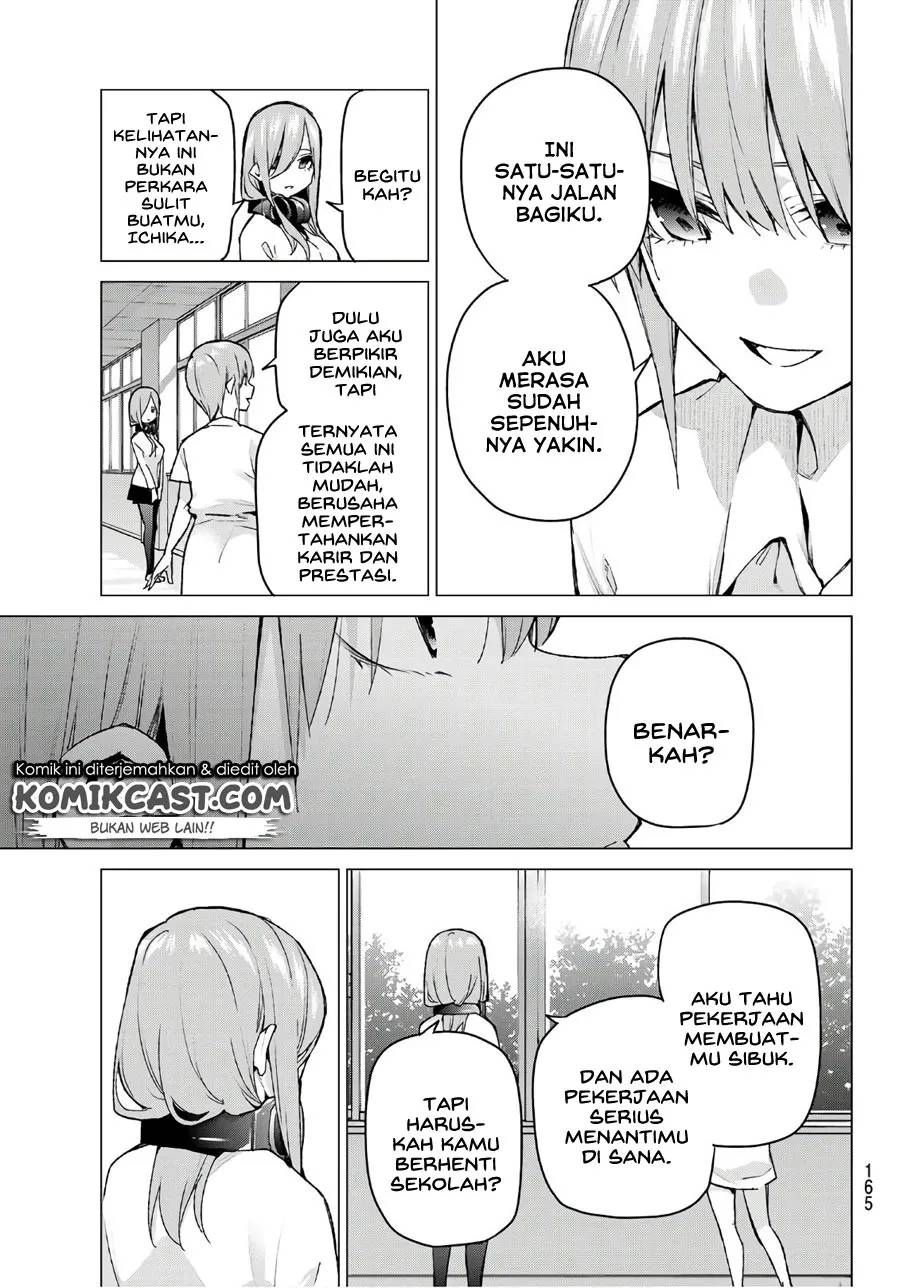 INI
SATU-SATU-
NYA JALAN
BAGIKU.
AKU
MERASA
SUDAH
SEPENUH-
NYA YAKIN.
BEGITU
KAH?
TAPI
KELIHATAN-
NYA INI
BUKAN
PERKARA
SULIT
BUATMU,
ICHIKA...
DULU
JUGA AKU
BERPIKIR
DEMIKIAN,
TAPI
TERNYATA
SEMUA INI
TIDAKLAH
MUDAH,
BERUSAHA
MEMPER-
TAHANKAN
KARIR DAN
PRESTASI.
BENAR-
KAH?
Komik ini diterjemahkan & diedit oleh
KOMIKCAST.COM
BUKAN WEB LAIN!!
AKU TAHU
PEKERJAAN
MEMBUAT-
MU SIBUK.
DAN ADA
PEKERJAAN
SERIUS
MENANTIMU
DI SANA.
TAPI
HARUS-
KAH KAMU
BERHENTI
SEKOLAH?
165